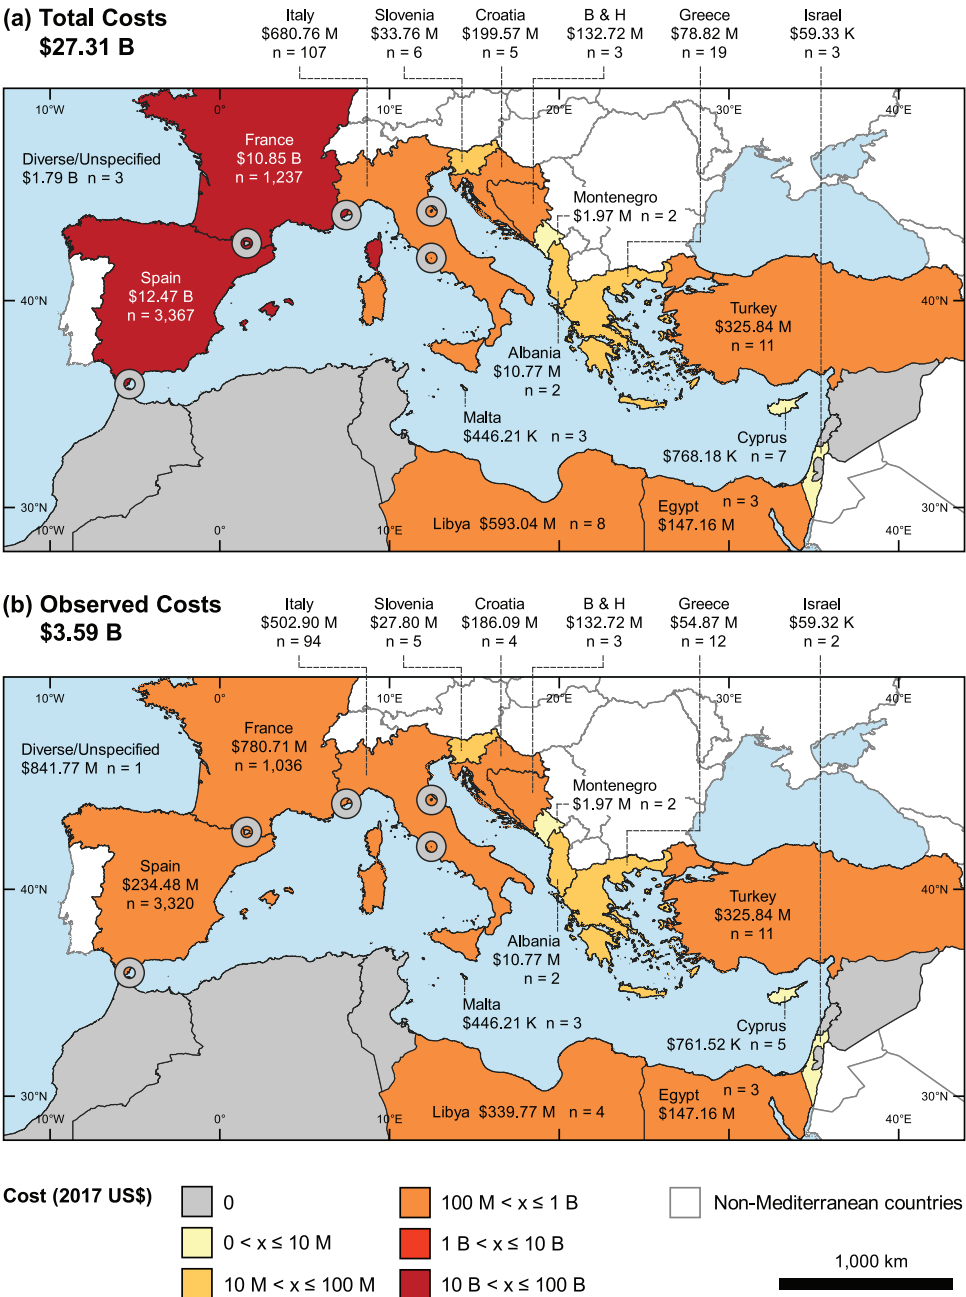 (a) Total Costs
$27.31 B
Italy
$680.76 M
n = 107
Slovenia
$33.76 M
n = 6
Croatia
$199.57 M
n = 5
B & H
$132.72 M
n = 3
Greece
$78.82 M
n = 19
Israel
$59.33 K
n = 3
10°W
0°
10°E
20°E
30°E
40°E
Diverse/Unspecified
$1.79 B n = 3
France
$10.85 B
n = 1,237
Montenegro
$1.97 M n = 2
Spain
$12.47 B
n = 3,367
40°N
40°N
Turkey
$325.84 M
n = 11
Albania
$10.77 M
n = 2
Malta
$446.21 K n = 3
Cyprus
$768.18 K n = 7
30°N
30°N
Libya $593.04 M n = 8
Egypt n = 3
$147.16 M
10°W
0°
10°E
20°E
30°E
40°E
(b) Observed Costs
$3.59 B
Italy
$502.90 M
n = 94
Slovenia
$27.80 M
n = 5
Croatia
$186.09 M
n = 4
B & H
$132.72 M
n = 3
Greece
$54.87 M
n = 12
Israel
$59.32 K
n = 2
10°W
0°
10°E
20°E
30°E
40°E
Diverse/Unspecified
$841.77 M n = 1
France
$780.71 M
n = 1,036
Montenegro
$1.97 M n = 2
Spain
$234.48 M
n = 3,320
40°N
40°N
Turkey
$325.84 M
n = 11
Albania
$10.77 M
n = 2
Malta
$446.21 K n = 3
Cyprus
$761.52 K n = 5
30°N
30°N
Libya $339.77 M n = 4
Egypt n = 3
$147.16 M
10°W
0°
10°E
20°E
30°E
40°E
Cost (2017 US$)
0
0 < x ≤ 10 M
10 M < x ≤ 100 M
100 M < x ≤ 1 B
1 B < x ≤ 10 B
10 B < x ≤ 100 B
Non-Mediterranean countries
1,000 km